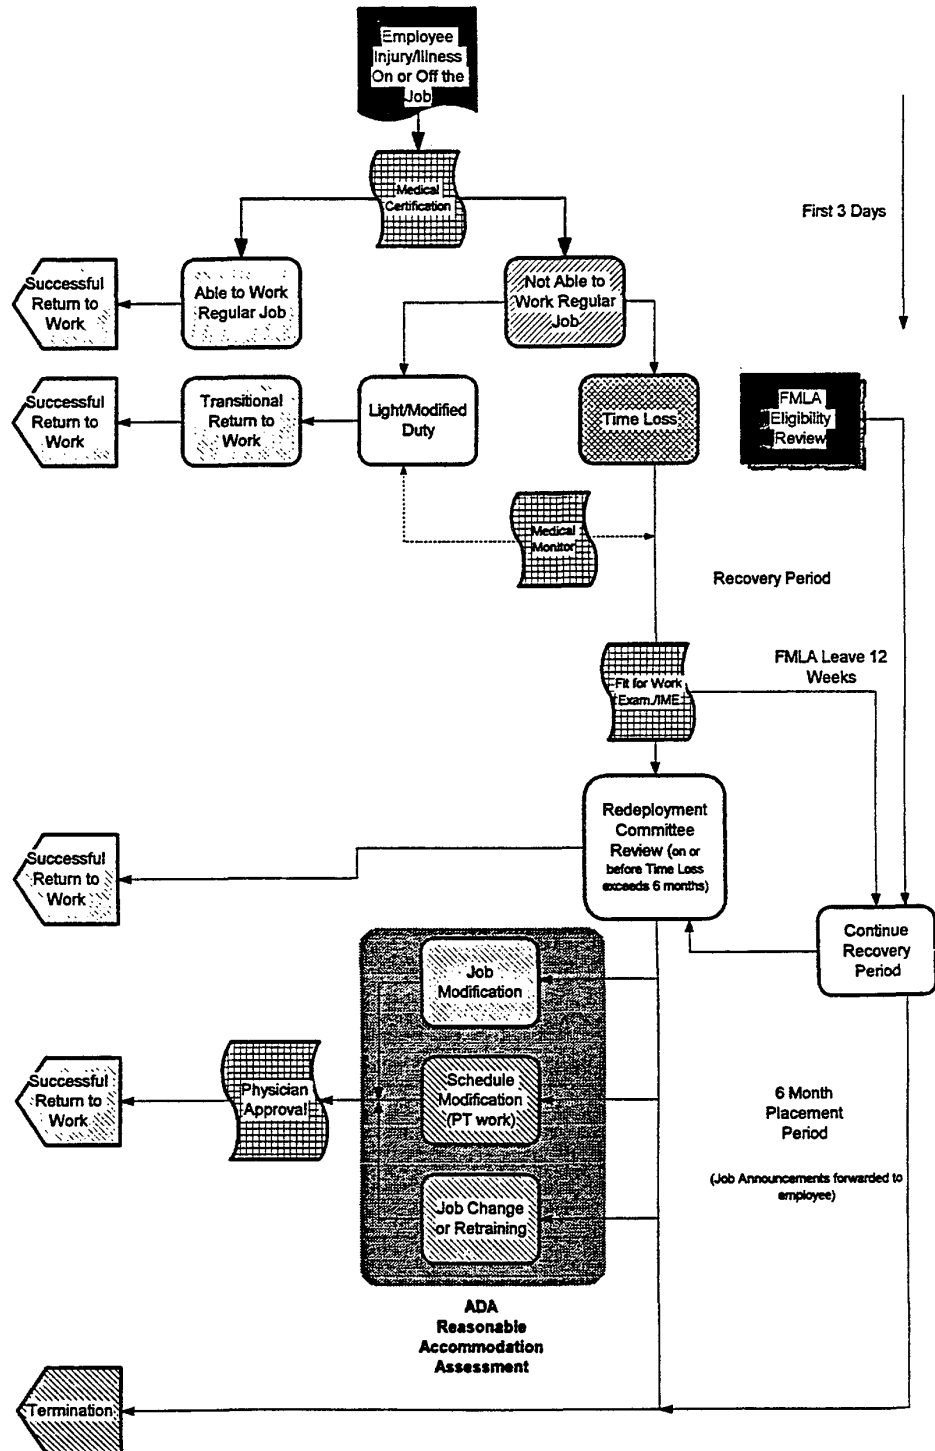 Employee
Injury/Illness
On or Off the
Job
Medical
Certification
First 3 Days
Successful
Return to
Work
Able to Work
Regular Job
Not Able to
Work Regular
Job
Successful
Return to
Work
Transitional
Return to
Work
Light/Modified
Duty
Time Loss
FMLA
Eligibility
Review
Medical
Monitor
Recovery Period
Fit for Work
Exam./IME
FMLA Leave 12
Weeks
Redeployment
Committee
Review (on or
before Time Loss
exceeds 6 months)
Successful
Return to
Work
Continue
Recovery
Period
Job
Modification
Successful
Return to
Work
Physician
Approval
Schedule
Modification
(PT work)
6 Month
Placement
Period
(Job Announcements forwarded to
employee)
Job Change
or Retraining
ADA
Reasonable
Accommodation
Assessment
Termination